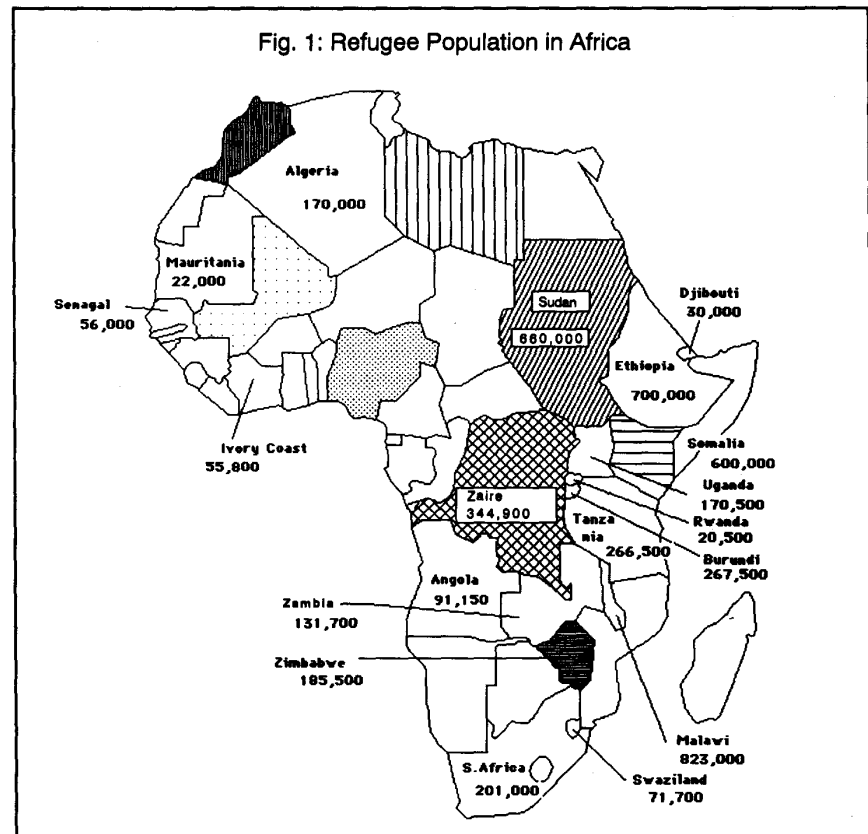 Fig. 1: Refugee Population in Africa
Algeria
170,000
Mauritania
22,000
Senagal
56,000
Sudan
660,000
Djibouti
30,000
Ethiopia
700,000
Ivory Coast
55,800
Somalia
600,000
Uganda
170,500
Rwanda
20,500
Burundi
267,500
Zaire
344,900
Tanza
nia
266,500
Angola
91,150
Zambia
131,700
Zimbabwe
185,500
Malawi
823,000
Swaziland
71,700
S.Africa
201,000